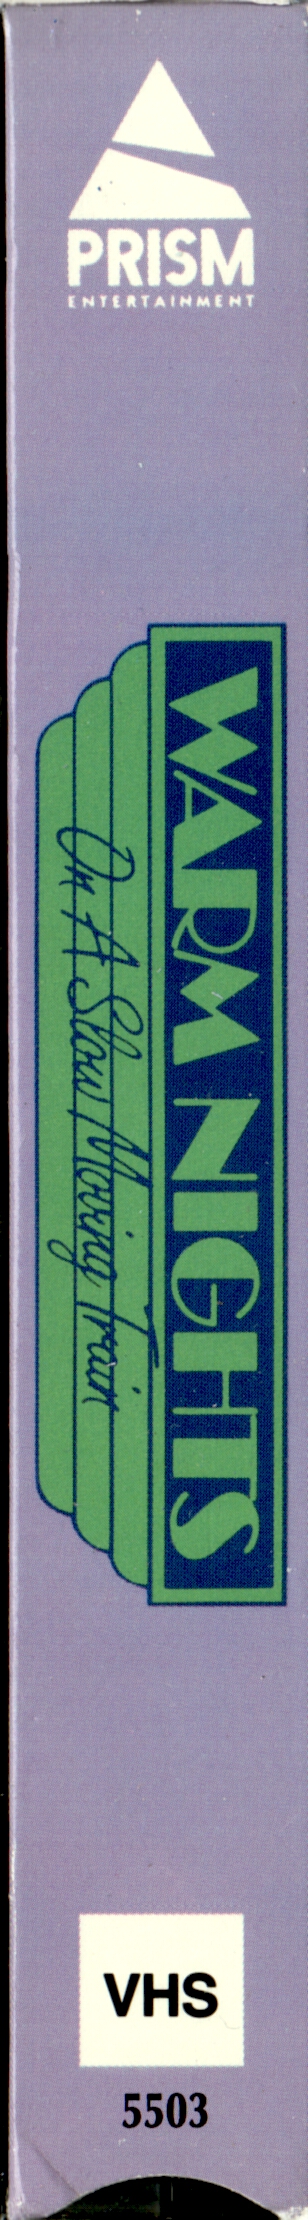 PRISM
ENTERTAINMENT
WARM NIGHTS
On A Slow Moving Train
VHS
5503